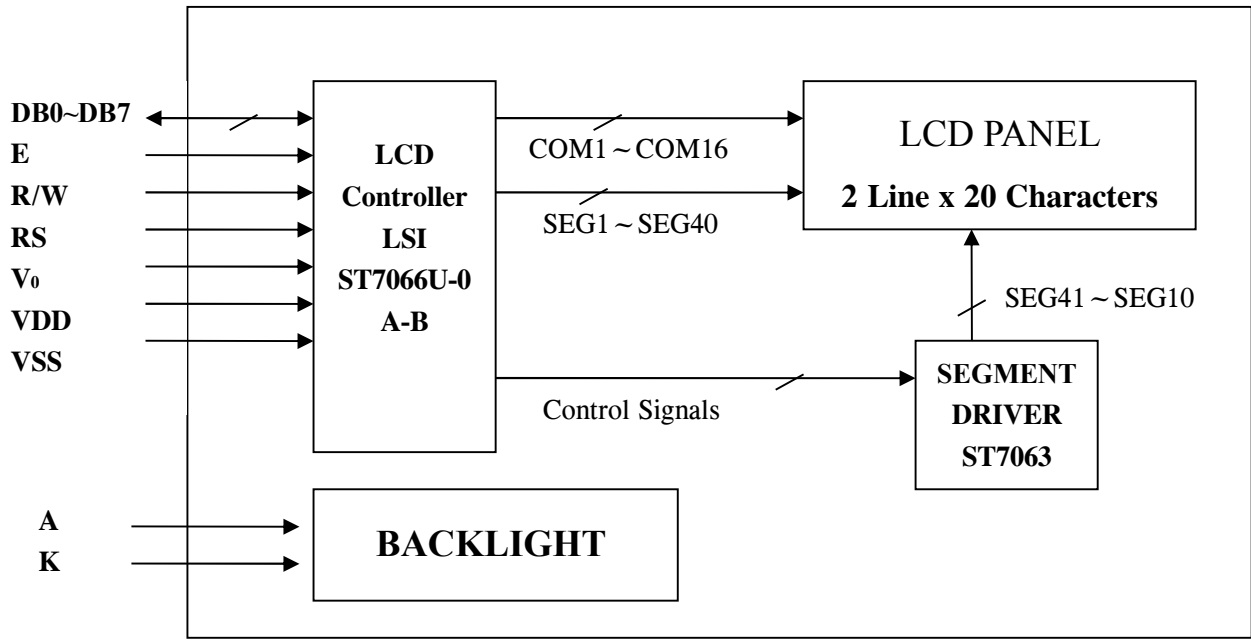 DB0~DB7
E
R/W
RS
V0
VDD
VSS
A
K
LCD
Controller
LSI
ST7066U-0
A-B
COM1 ~ COM16
SEG1 ~ SEG40
Control Signals
LCD PANEL
2 Line x 20 Characters
SEG41 ~ SEG10
SEGMENT
DRIVER
ST7063
BACKLIGHT